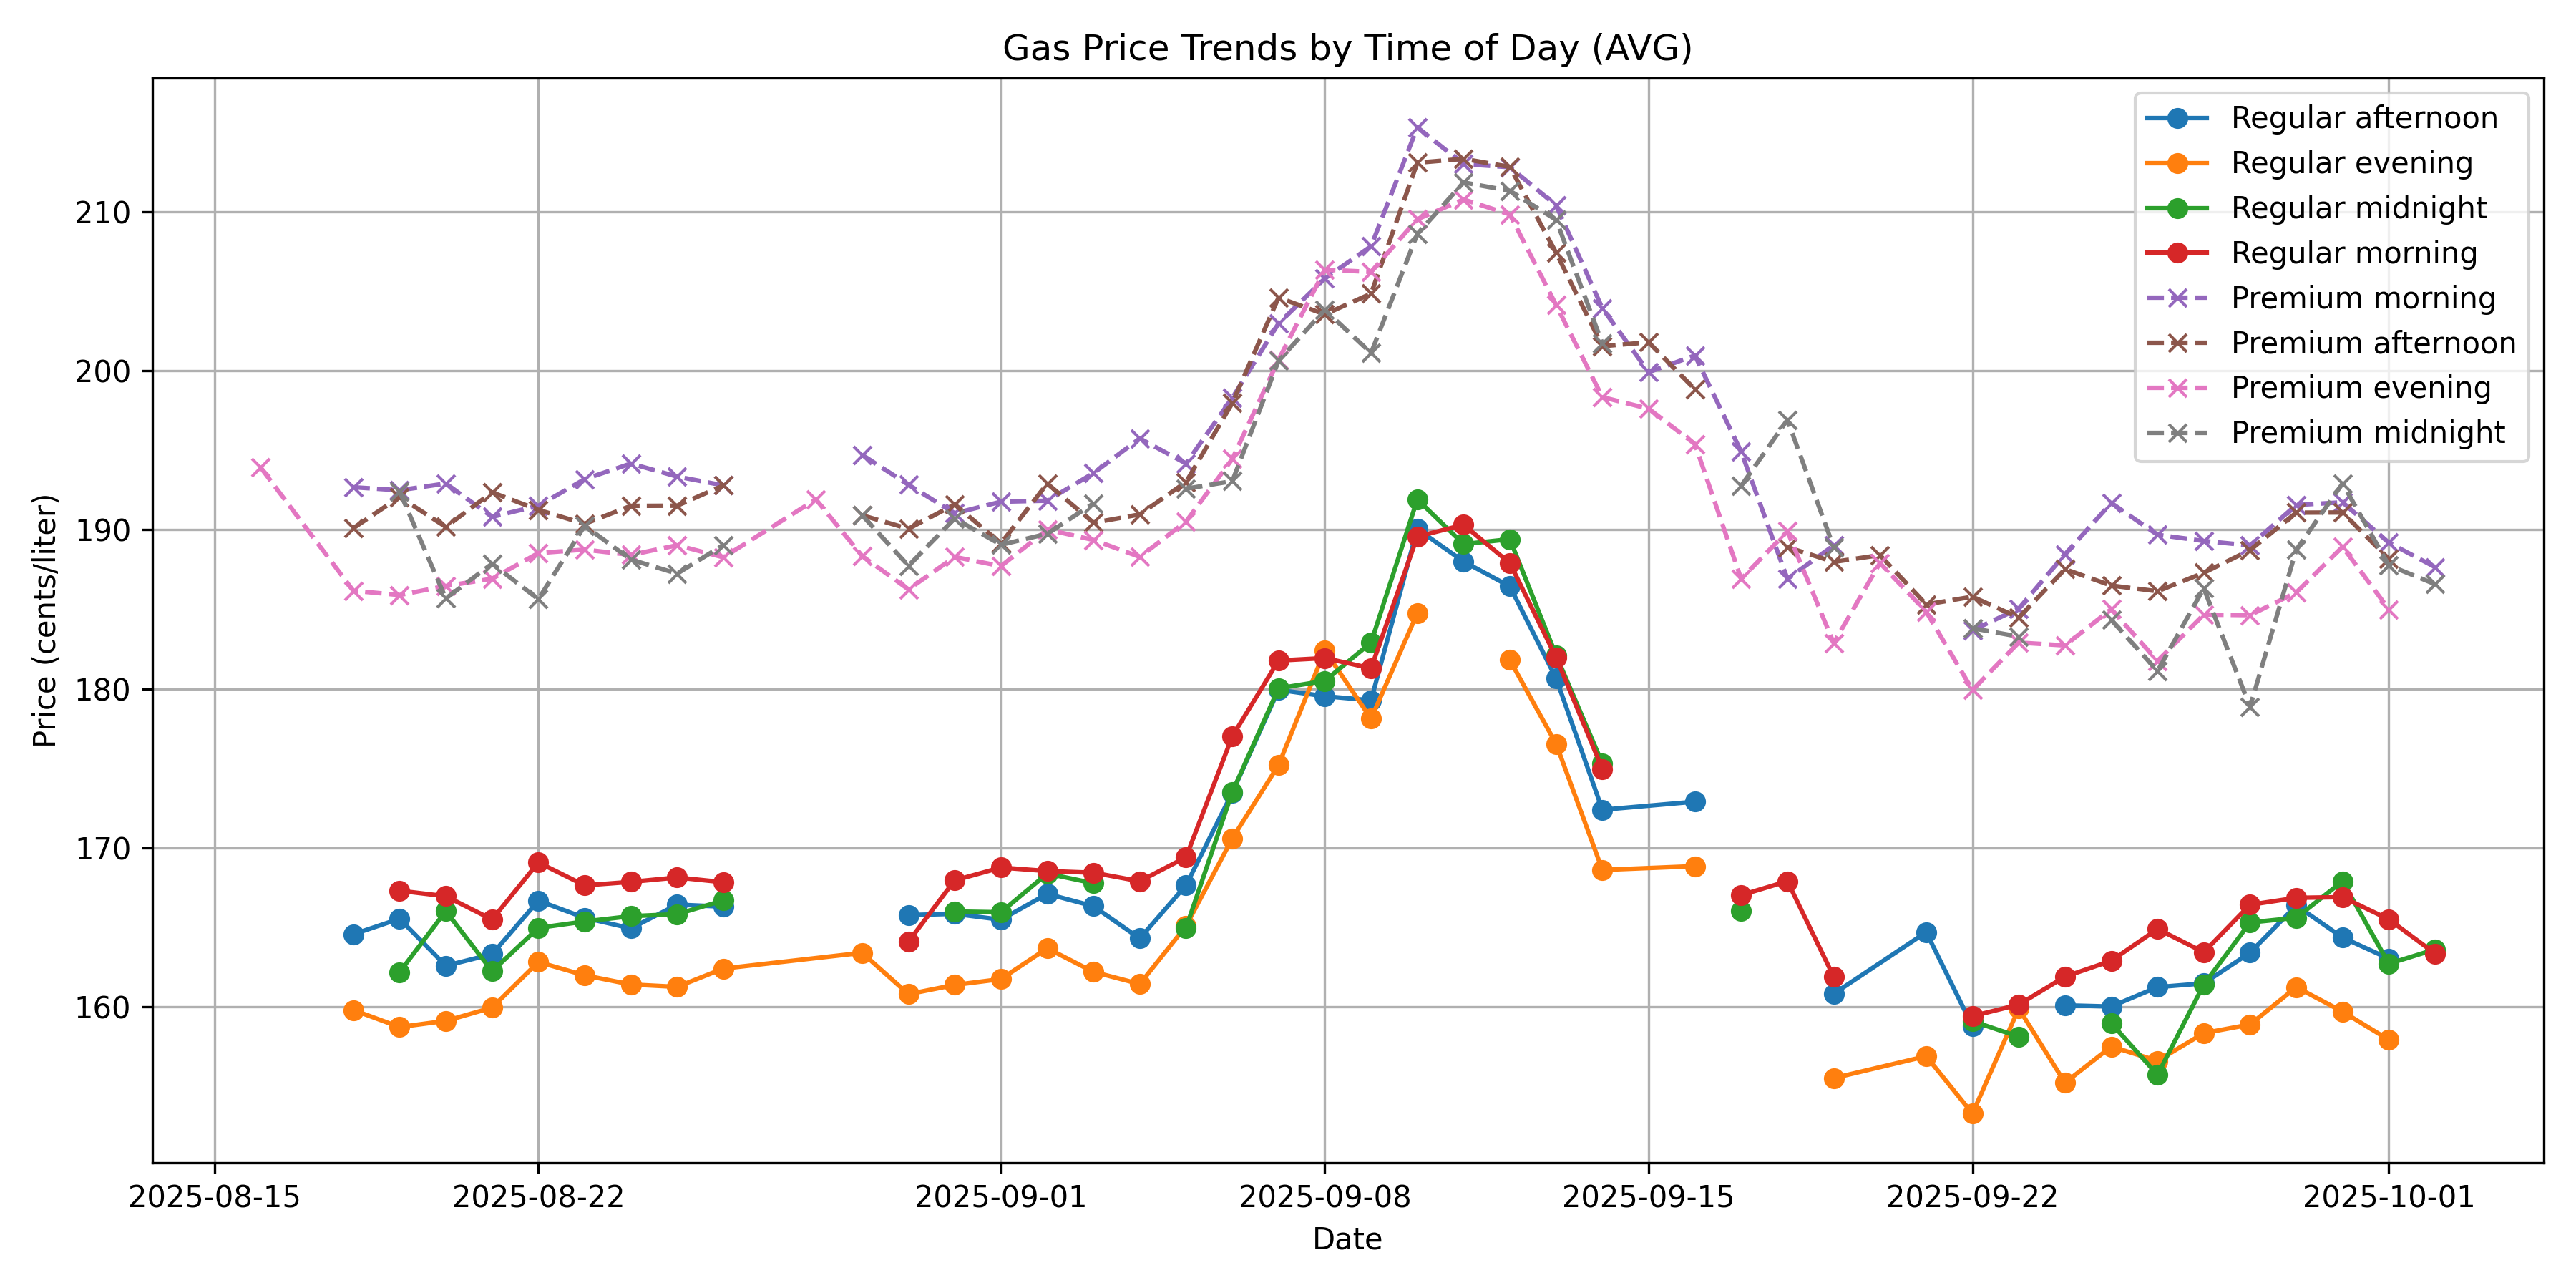 Gas Price Trends by Time of Day (AVG)
Regular afternoon
Regular evening
Regular midnight
Regular morning
Premium morning
Premium afternoon
Premium evening
Premium midnight
Price (cents/liter)
210
200
190
180
170
160
2025-08-15 2025-08-22 2025-09-01 2025-09-08 2025-09-15 2025-09-22 2025-10-01
Date